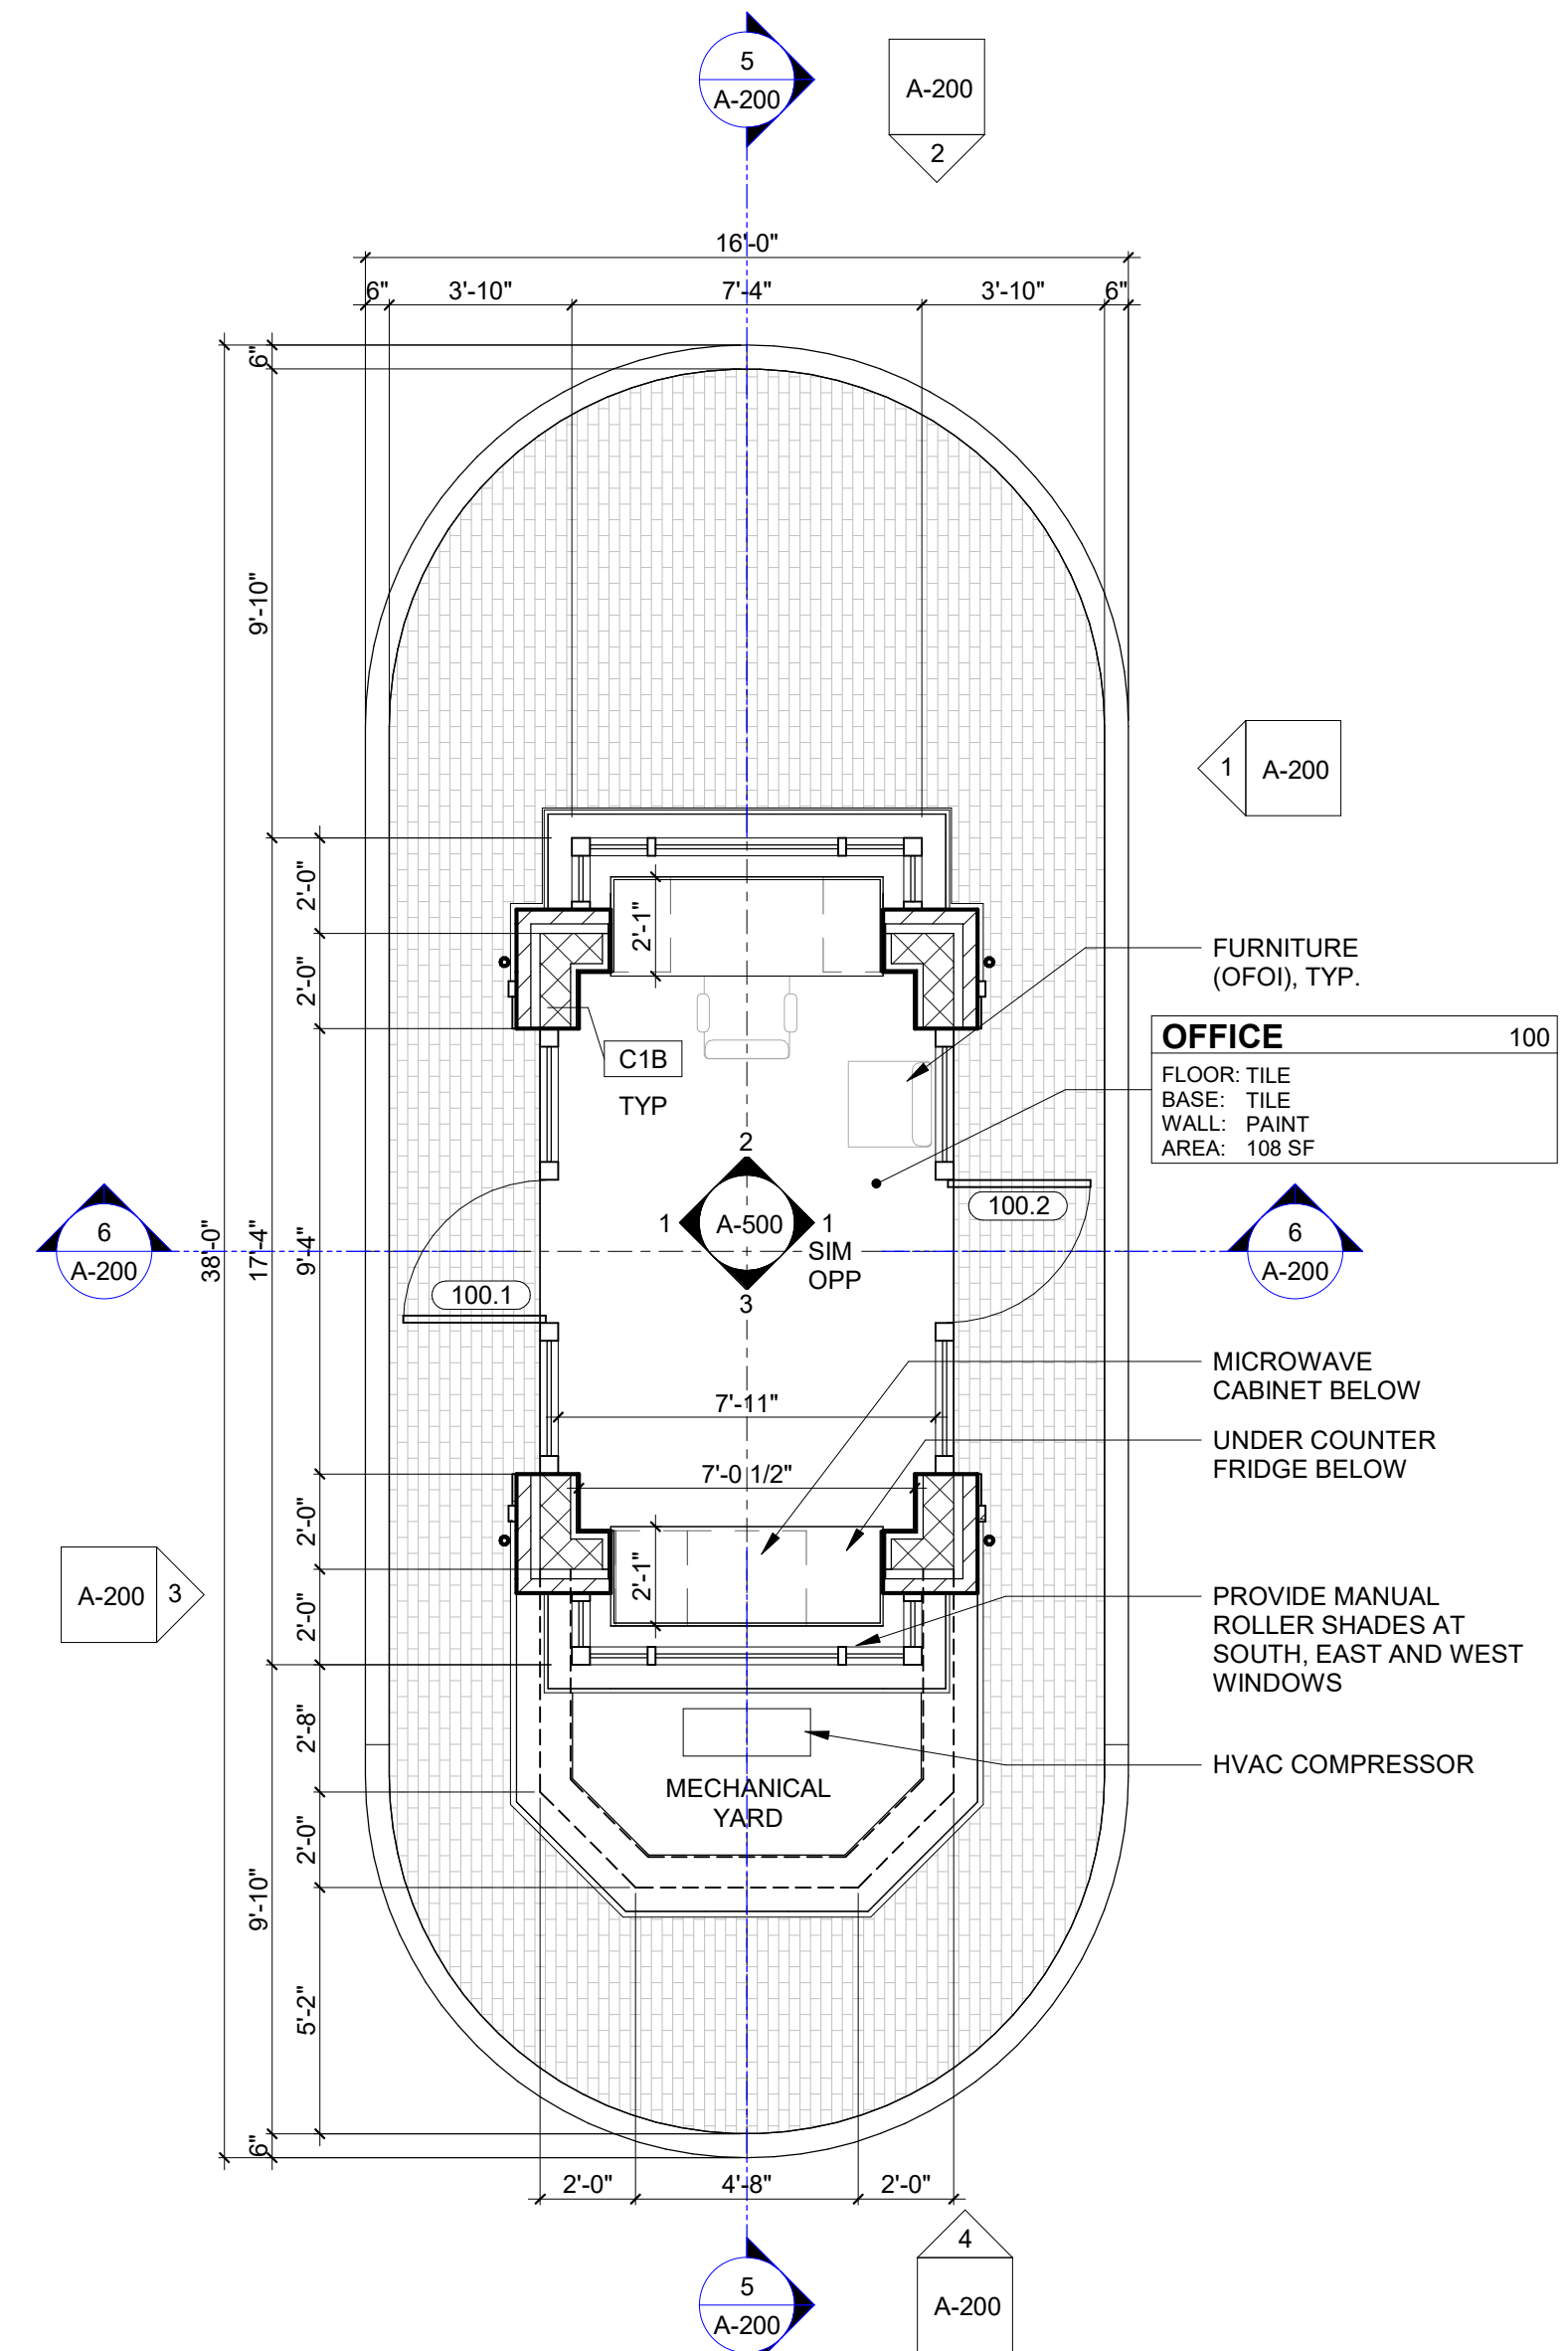 5
A-200
A-200
2
16'-0"
6"
3'-10"
7'-4"
3'-10"
6"
6"
9'-10"
1
A-200
2'-0"
2'-1"
FURNITURE
(OFOI), TYP.
2'-0"
OFFICE 100
FLOOR: TILE
BASE: TILE
WALL: PAINT
AREA: 108 SF
C1B
TYP
2
100.2
1
A-500
1
SIM
OPP
3
6
A-200
6
A-200
38'-0"
17'-4"
9'-4"
100.1
MICROWAVE
CABINET BELOW
7'-11"
UNDER COUNTER
FRIDGE BELOW
7'-0 1/2"
2'-0"
2'-1"
A-200
3
2'-0"
PROVIDE MANUAL
ROLLER SHADES AT
SOUTH, EAST AND WEST
WINDOWS
2'-8"
HVAC COMPRESSOR
MECHANICAL
YARD
2'-0"
9'-10"
5'-2"
6"
2'-0"
4'-8"
2'-0"
4
A-200
5
A-200